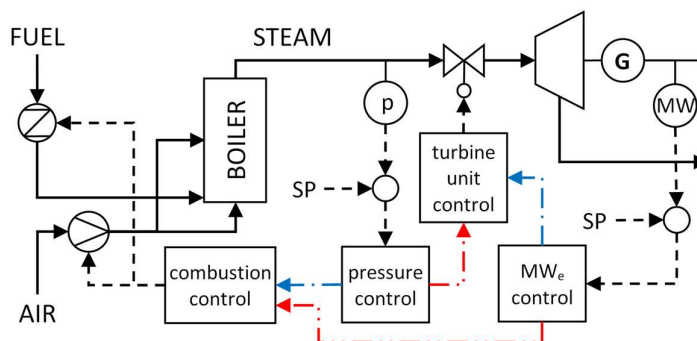 FUEL
STEAM
BOILER
G
p
MW
turbine
unit
control
SP
SP
combustion
control
pressure
control
MWₑ
control
AIR